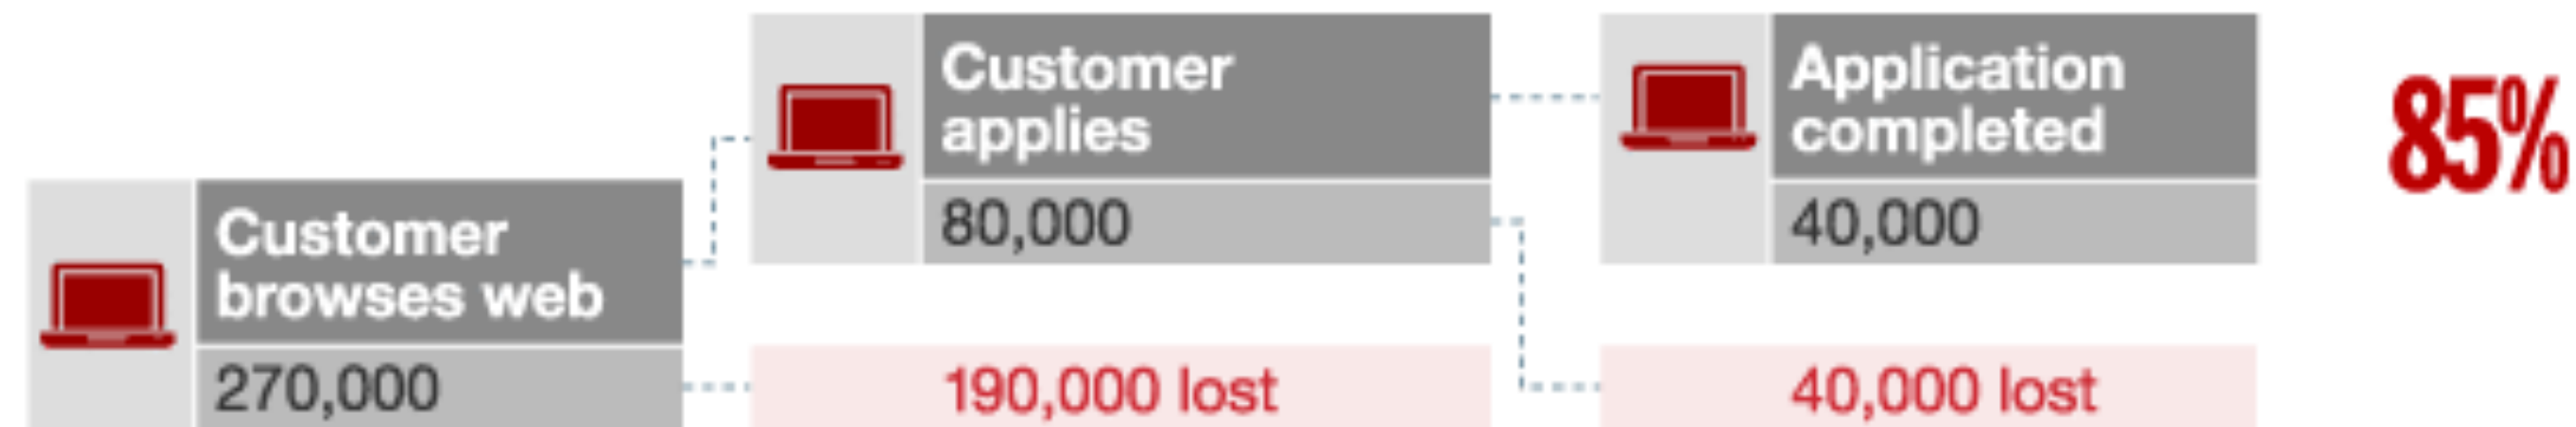 Customer
browses web
270,000
Customer
applies
80,000
190,000 lost
Application
completed
40,000
40,000 lost
85%